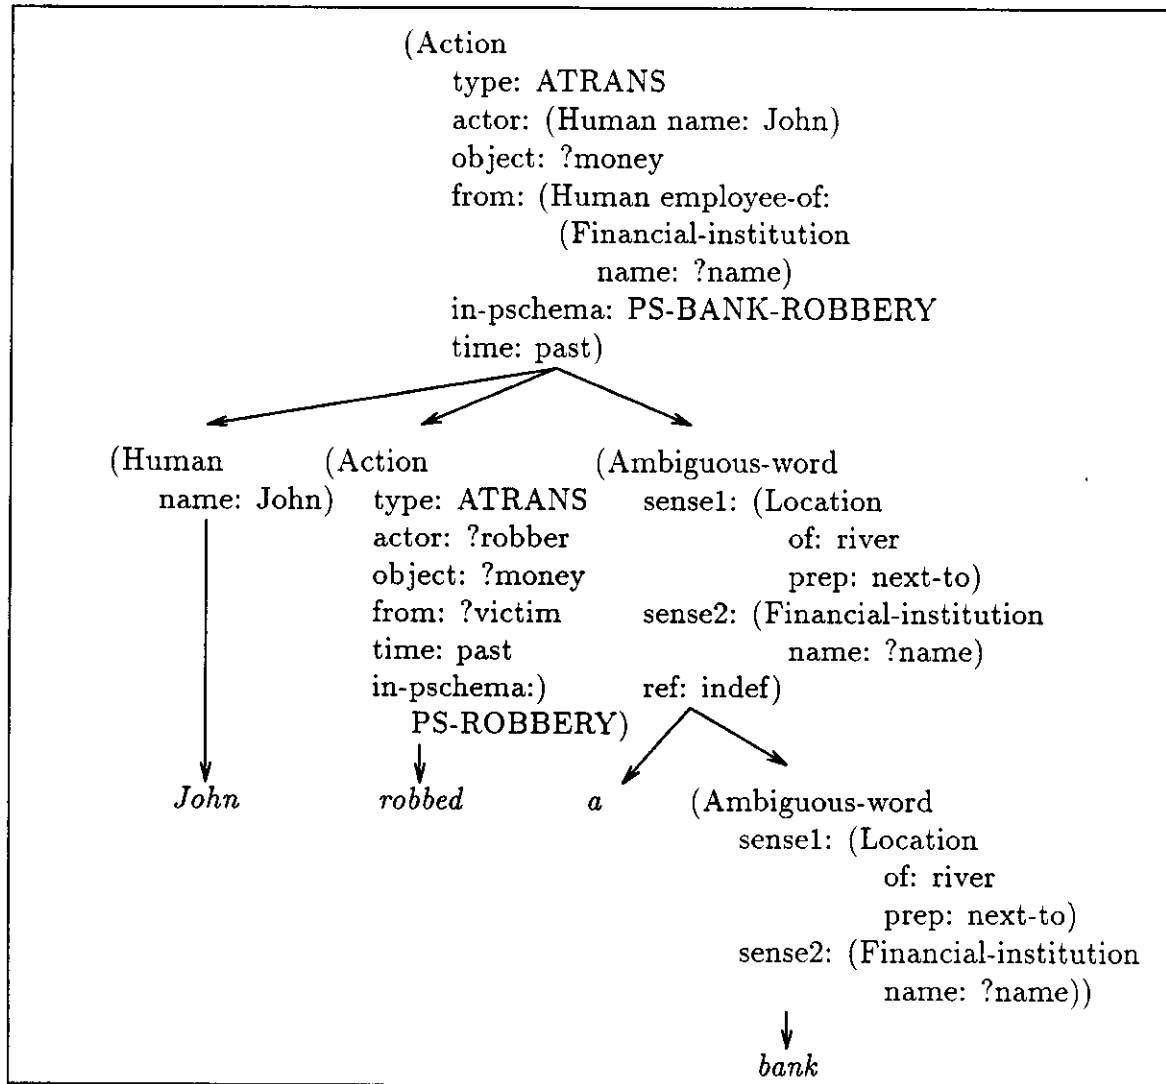 (Action
type: ATRANS
actor: (Human name: John)
object: ?money
from: (Human employee-of:
(Financial-institution
name: ?name)
in-pschema: PS-BANK-ROBBERY
time: past)
(Human
name: John)
(Action
type: ATRANS
actor: ?robber
object: ?money
from: ?victim
time: past
in-pschema:)
PS-ROBBERY)
(Ambiguous-word
sense1: (Location
of: river
prep: next-to)
sense2: (Financial-institution
name: ?name)
ref: indef)
John
robbed
a
(Ambiguous-word
sense1: (Location
of: river
prep: next-to)
sense2: (Financial-institution
name: ?name))
bank